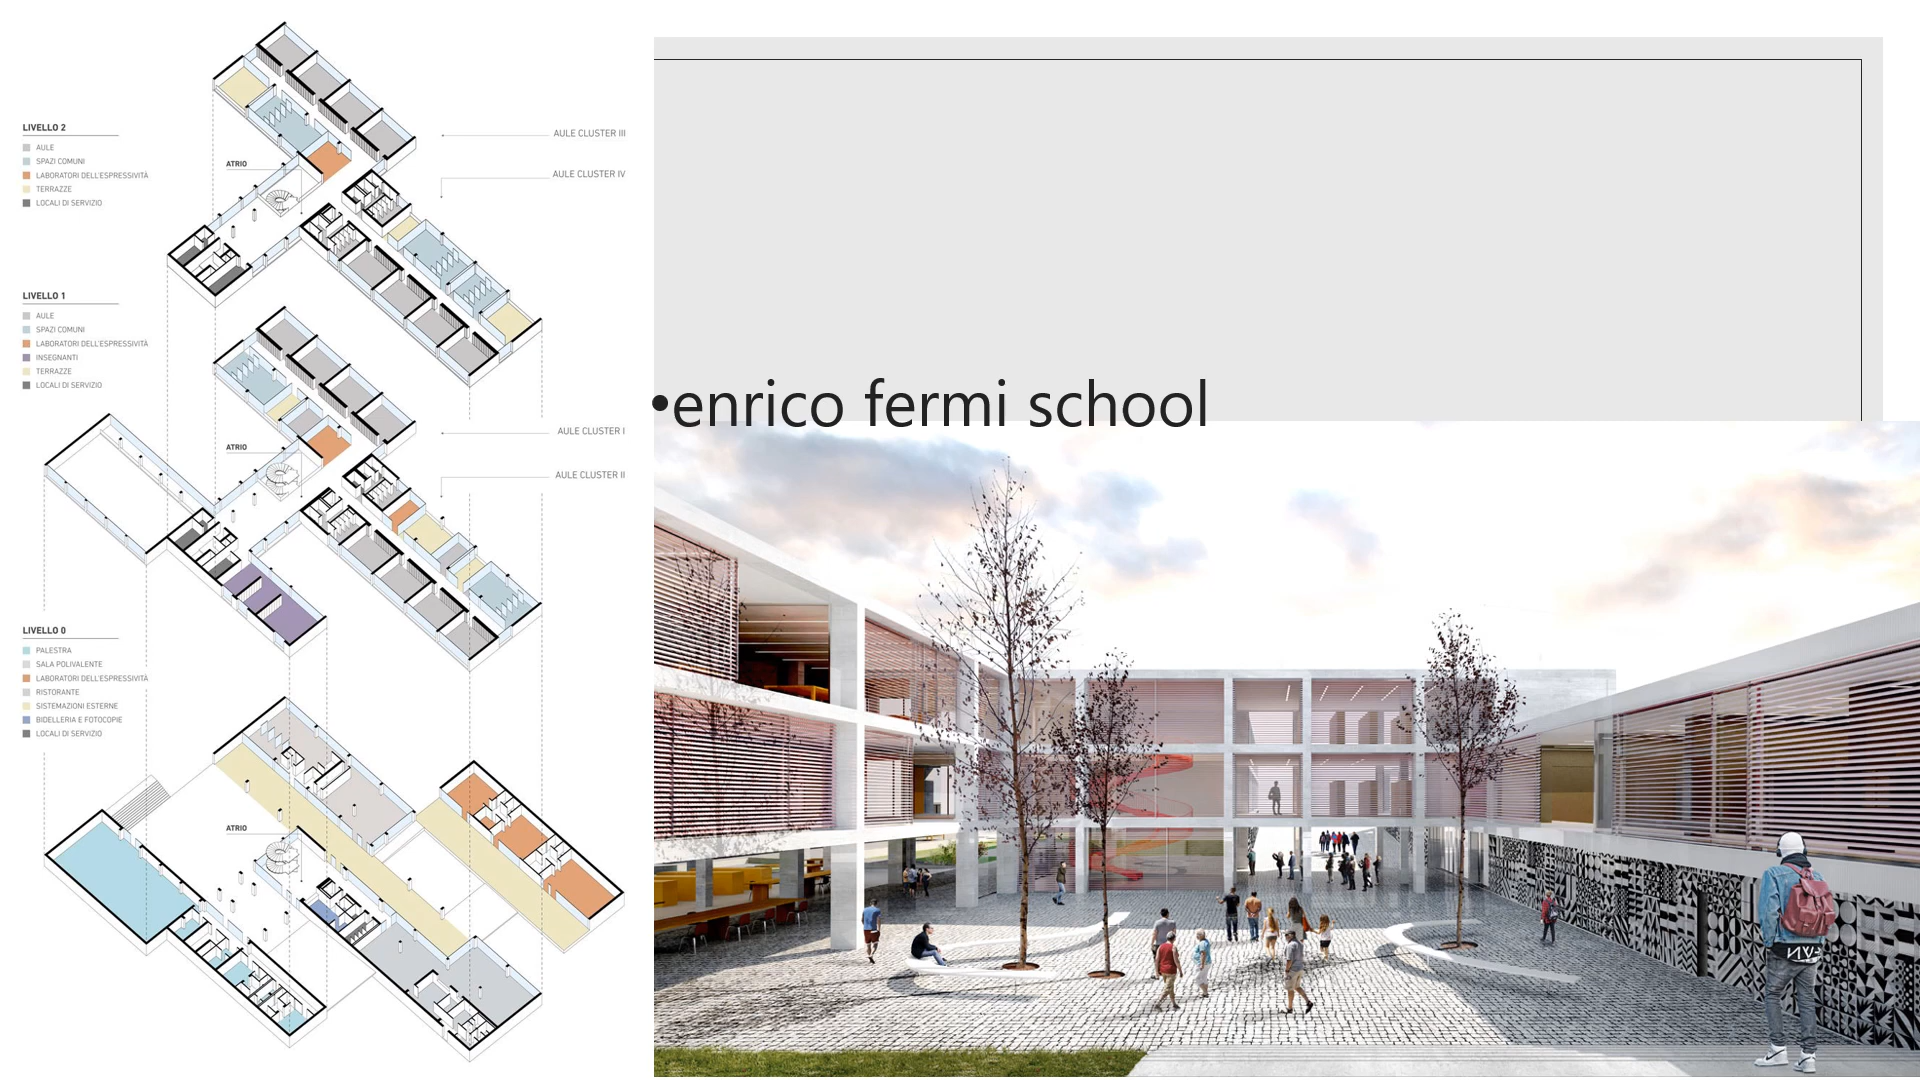 LIVELLO 2
AULE
SPAZI COMUNI
LABORATORI DELL'ESPRESSIVITÀ
TERRAZZE
LOCALI DI SERVIZIO
ATRIO
AULE CLUSTER III
AULE CLUSTER IV
LIVELLO 1
AULE
SPAZI COMUNI
LABORATORI DELL'ESPRESSIVITÀ
INSEGNANTI
TERRAZZE
LOCALI DI SERVIZIO
ATRIO
AULE CLUSTER I
AULE CLUSTER II
LIVELLO 0
PALESTRA
SALA POLIVALENTE
LABORATORI DELL'ESPRESSIVITÀ
RISTORANTE
SISTEMAZIONI ESTERNE
BIDELLERIA E FOTOCOPIE
LOCALI DI SERVIZIO
ATRIO
•enrico fermi school